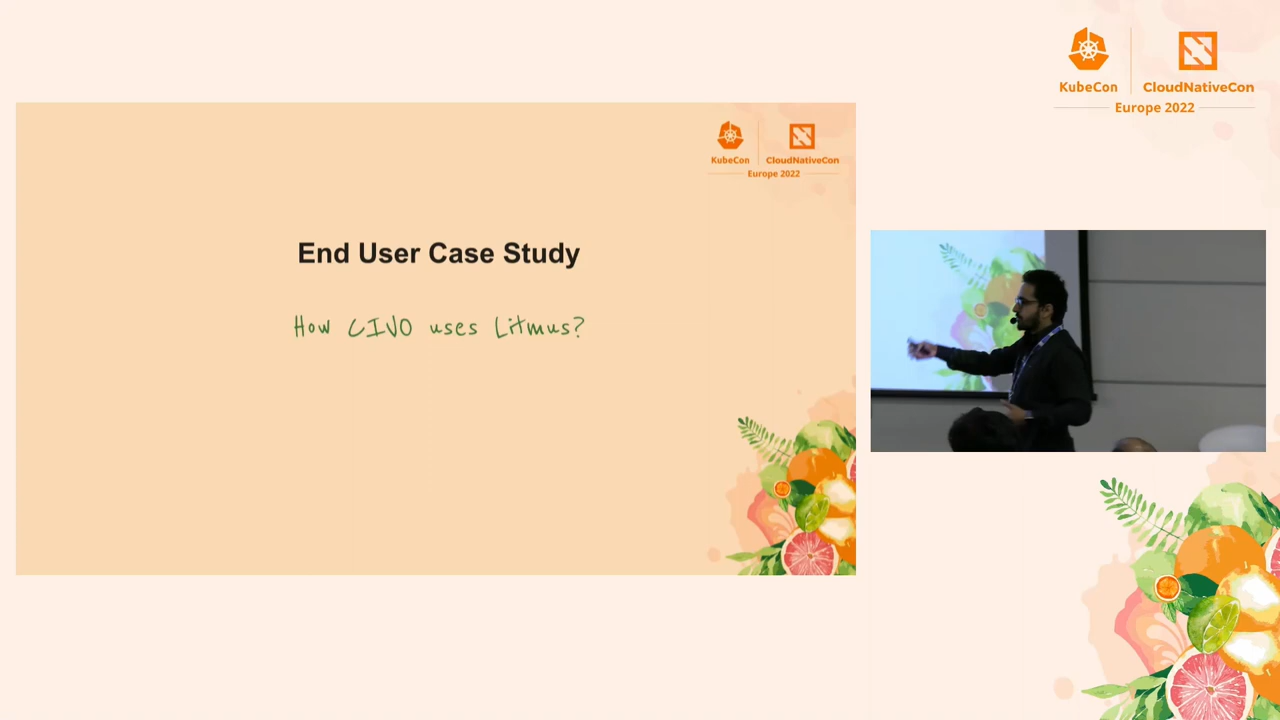 KubeCon
CloudNativeCon
Europe 2022
KubeCon
CloudNativeCon
Europe 2022
End User Case Study
How CIVO uses Litmus?